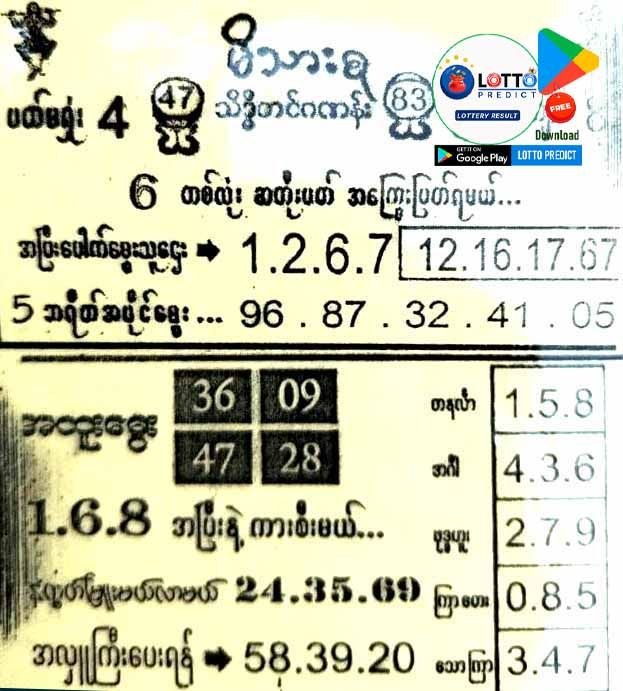 မိသားစု
LOTTO
PREDICT
LOTTERY RESULT
FREE
Download
GET IT ON
Google Play
LOTTO PREDICT
ပတ်မရှုံး 4 47 သိဒ္ဓိတင်ဂဏန်း 83
6 တစ်လုံး ဆတိုးပတ် အကြွေးပြတ်ရမယ်...
အပြီးပေါက်မွေးသူဌေး → 1.2.6.7 12.16.17.67
5 ဘရိတ်အပိုင်မွေး ... 96 . 87 . 32 . 41 . 05
အထူးမွေး 36 09
47 28
1.6.8 အပြီးနဲ့ ကားစီးမယ်...
24.35.69
အလှူကြီးပေးရန် → 58.39.20
တနင်္လာ 1.5.8
အင်္ဂါ 4.3.6
ဗုဒ္ဓဟူး 2.7.9
ကြာသပတေး 0.8.5
သောကြာ 3.4.7